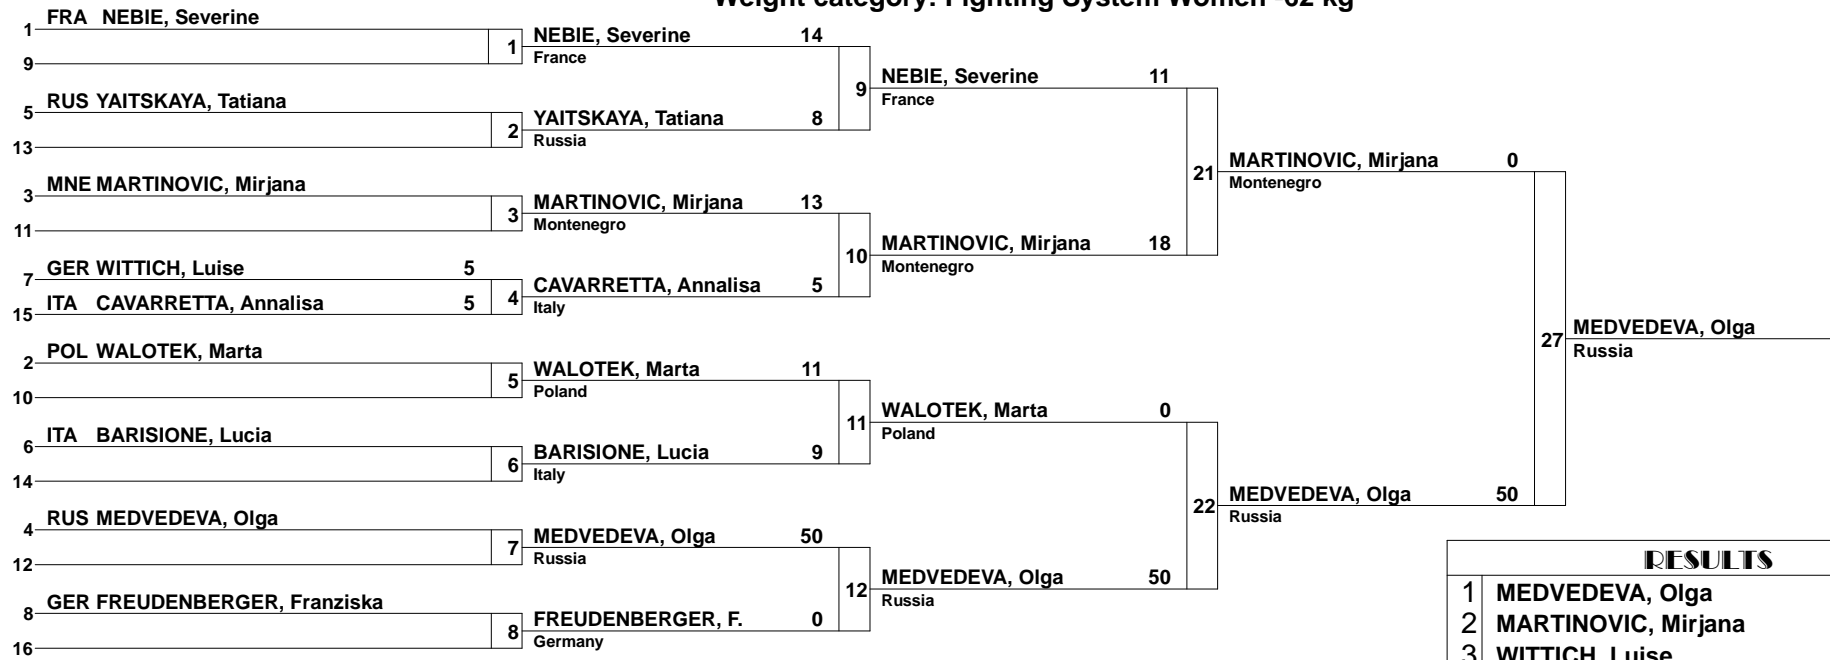 Weight category: Fighting System Women -62 kg
1 FRA NEBIE, Severine
9
1 NEBIE, Severine 14
France
5 RUS YAITSKAYA, Tatiana
13
2 YAITSKAYA, Tatiana 8
Russia
9 NEBIE, Severine 11
France
3 MNE MARTINOVIC, Mirjana
11
3 MARTINOVIC, Mirjana 13
Montenegro
7 GER WITTICH, Luise 5
15 ITA CAVARRETTA, Annalisa 5
4 CAVARRETTA, Annalisa 5
Italy
10 MARTINOVIC, Mirjana 18
Montenegro
21 MARTINOVIC, Mirjana 0
Montenegro
2 POL WALOTEK, Marta
10
5 WALOTEK, Marta 11
Poland
6 ITA BARISIONE, Lucia
14
6 BARISIONE, Lucia 9
Italy
11 WALOTEK, Marta 0
Poland
4 RUS MEDVEDEVA, Olga
12
7 MEDVEDEVA, Olga 50
Russia
8 GER FREUDENBERGER, Franziska
16
8 FREUDENBERGER, F. 0
Germany
12 MEDVEDEVA, Olga 50
Russia
22 MEDVEDEVA, Olga 50
Russia
27 MEDVEDEVA, Olga
Russia
RESULTS
1 MEDVEDEVA, Olga
2 MARTINOVIC, Mirjana
3 WITTICH, Luise